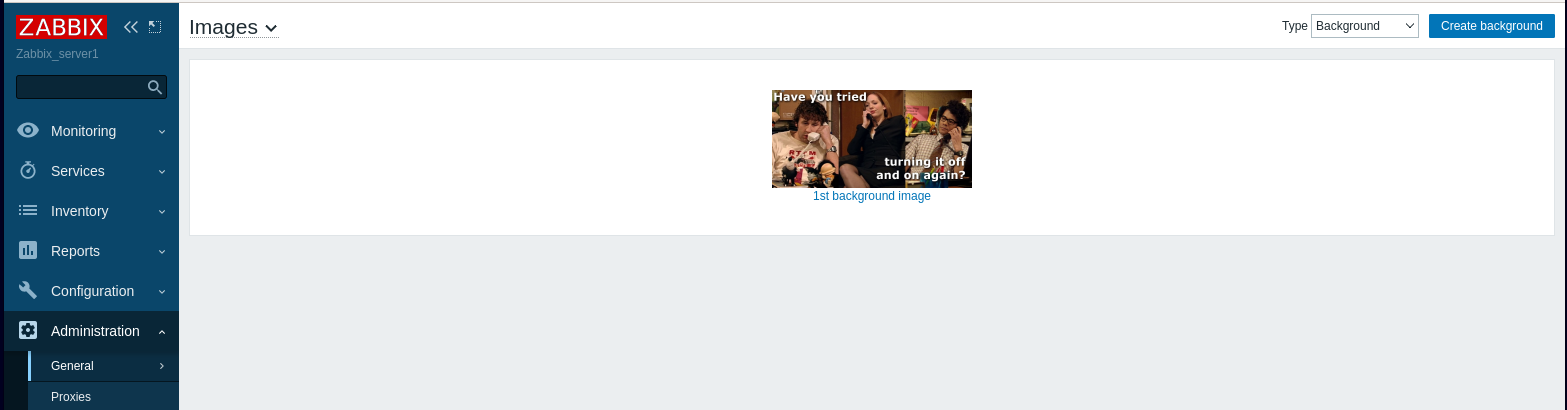 ZABBIX
Zabbix_server1
Monitoring
Services
Inventory
Reports
Configuration
Administration
General
Proxies
Images
Type Background Create background
Have you tried
turning it off
and on again?
1st background image